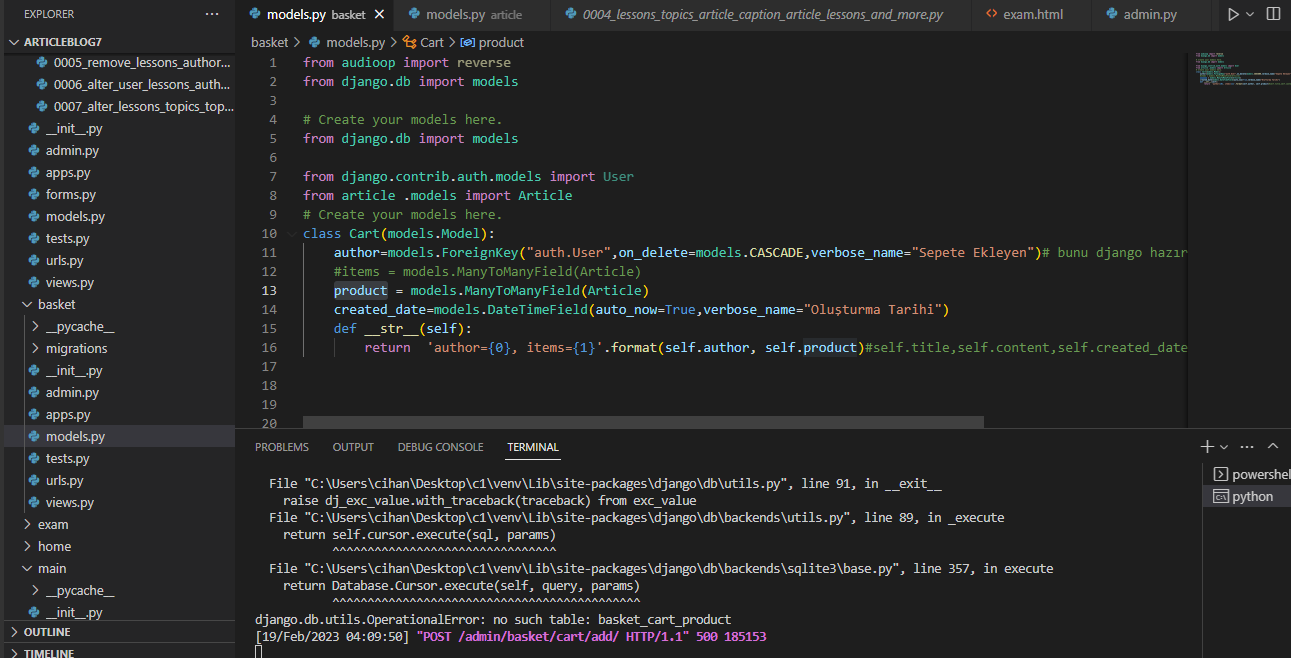 EXPLORER
ARTICLEBLOG7
0005_remove_lessons_author...
0006_alter_user_lessons_auth...
0007_alter_lessons_topics_top...
__init__.py
admin.py
apps.py
forms.py
models.py
tests.py
urls.py
views.py
basket
__pycache__
migrations
__init__.py
admin.py
apps.py
models.py
tests.py
urls.py
views.py
exam
home
main
__pycache__
__init__.py
OUTLINE
TIMELINE
models.py basket
models.py article
0004_lessons_topics_article_caption_article_lessons_and_more.py
exam.html
admin.py
basket > models.py > Cart > product
1 from audioop import reverse
2 from django.db import models
3
4 # Create your models here.
5 from django.db import models
6
7 from django.contrib.auth.models import User
8 from article .models import Article
9 # Create your models here.
10 class Cart(models.Model):
11 author=models.ForeignKey("auth.User",on_delete=models.CASCADE,verbose_name="Sepete Ekleyen")# bunu django hazır
12 #items = models.ManyToManyField(Article)
13 product = models.ManyToManyField(Article)
14 created_date=models.DateTimeField(auto_now=True,verbose_name="Oluşturma Tarihi")
15 def __str__(self):
16 return 'author={0}, items={1}'.format(self.author, self.product)#self.title,self.content,self.created_date
17
18
19
20
PROBLEMS OUTPUT DEBUG CONSOLE TERMINAL
File "C:\Users\cihan\Desktop\c1\venv\Lib\site-packages\django\db\utils.py", line 91, in __exit__
raise dj_exc_value.with_traceback(traceback) from exc_value
File "C:\Users\cihan\Desktop\c1\venv\Lib\site-packages\django\db\backends\utils.py", line 89, in _execute
return self.cursor.execute(sql, params)
^^^^^^^^^^^^^^^^^^^^^^^^^^^^^^^^
File "C:\Users\cihan\Desktop\c1\venv\Lib\site-packages\django\db\backends\sqlite3\base.py", line 357, in execute
return Database.Cursor.execute(self, query, params)
^^^^^^^^^^^^^^^^^^^^^^^^^^^^^^^^^^^^^^^^^^^^
django.db.utils.OperationalError: no such table: basket_cart_product
[19/Feb/2023 04:09:50] "POST /admin/basket/cart/add/ HTTP/1.1" 500 185153
powershel
python